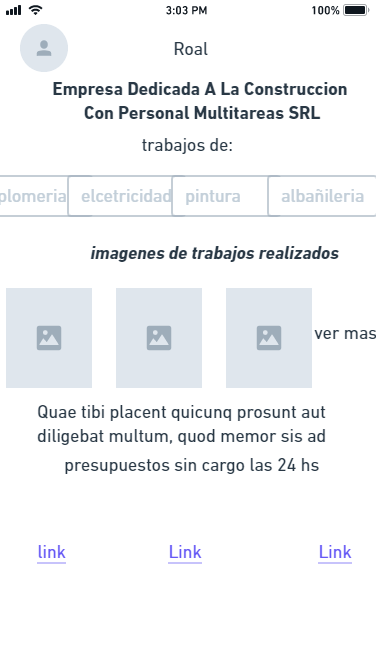 3:03 PM 100%
Roal
Empresa Dedicada A La Construccion
Con Personal Multitareas SRL
trabajos de:
plomeria elcetricidad pintura albañileria
imagenes de trabajos realizados
ver mas
Quae tibi placent quicunq prosunt aut
diligebat multum, quod memor sis ad
presupuestos sin cargo las 24 hs
link Link Link